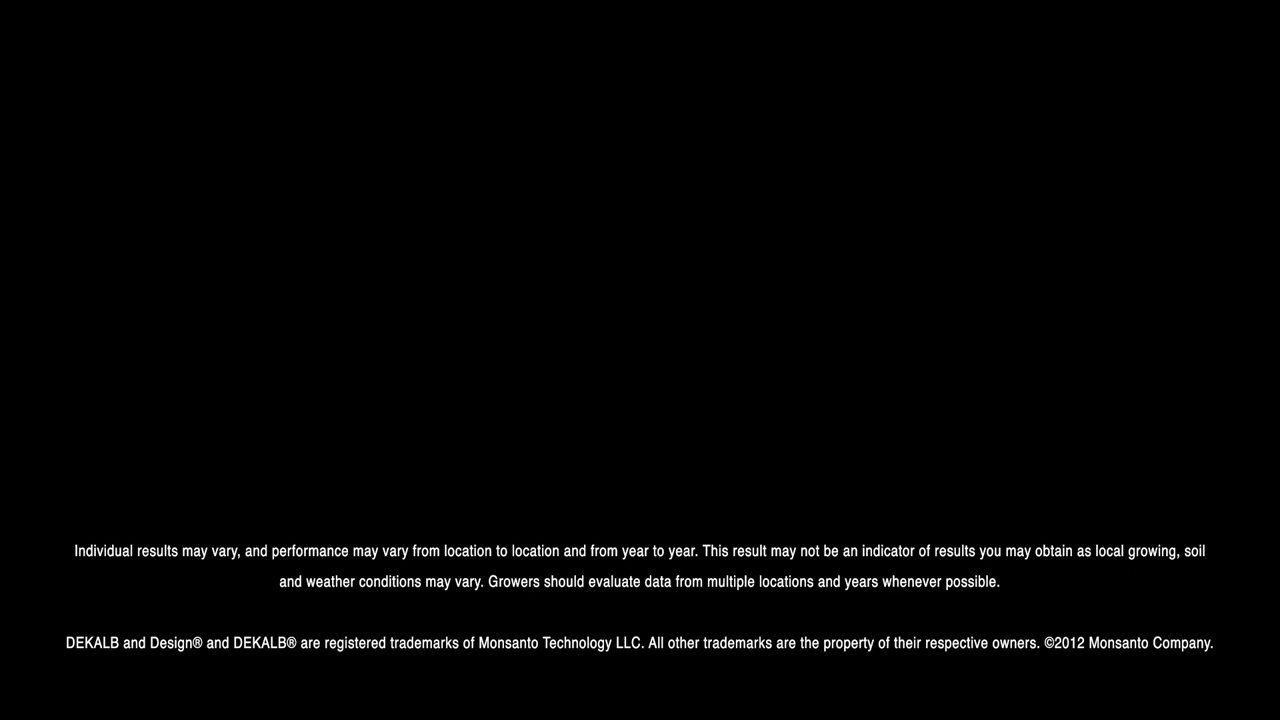 Individual results may vary, and performance may vary from location to location and from year to year. This result may not be an indicator of results you may obtain as local growing, soil
and weather conditions may vary. Growers should evaluate data from multiple locations and years whenever possible.
DEKALB and Design® and DEKALB® are registered trademarks of Monsanto Technology LLC. All other trademarks are the property of their respective owners. ©2012 Monsanto Company.